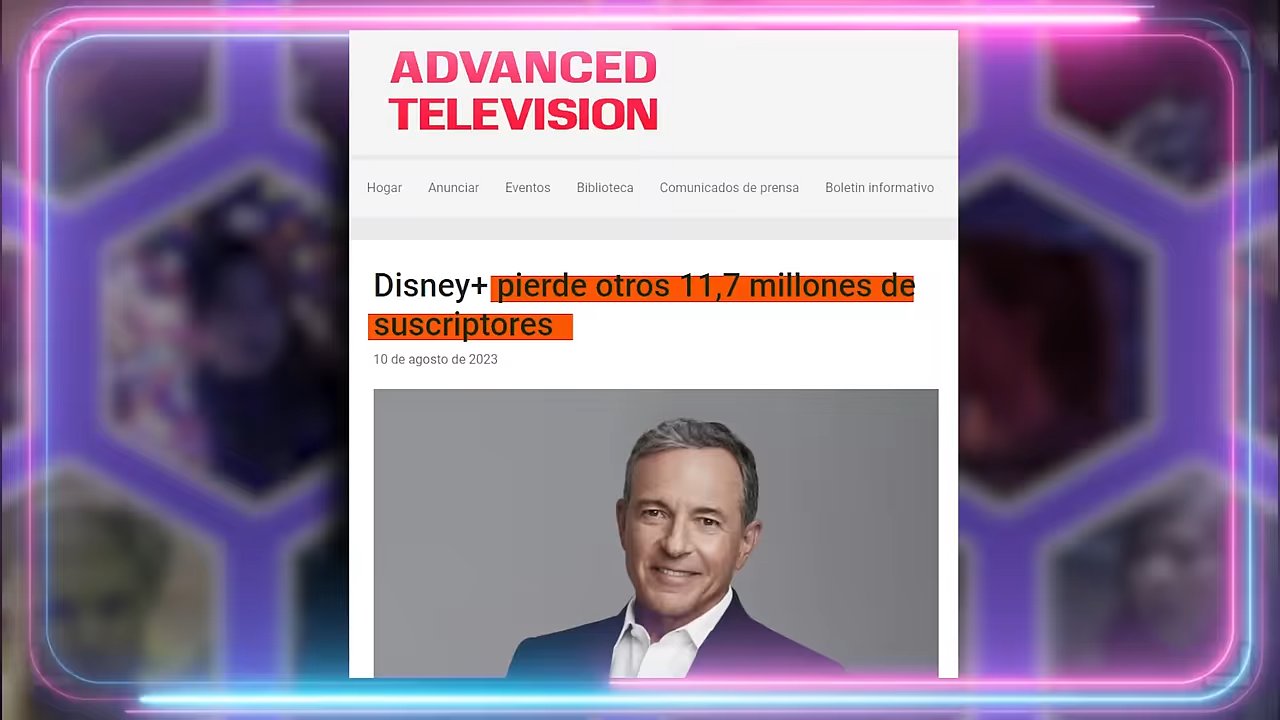 ADVANCED
TELEVISION
Hogar Anunciar Eventos Biblioteca Comunicados de prensa Boletin informativo
Disney+ pierde otros 11,7 millones de
suscriptores
10 de agosto de 2023